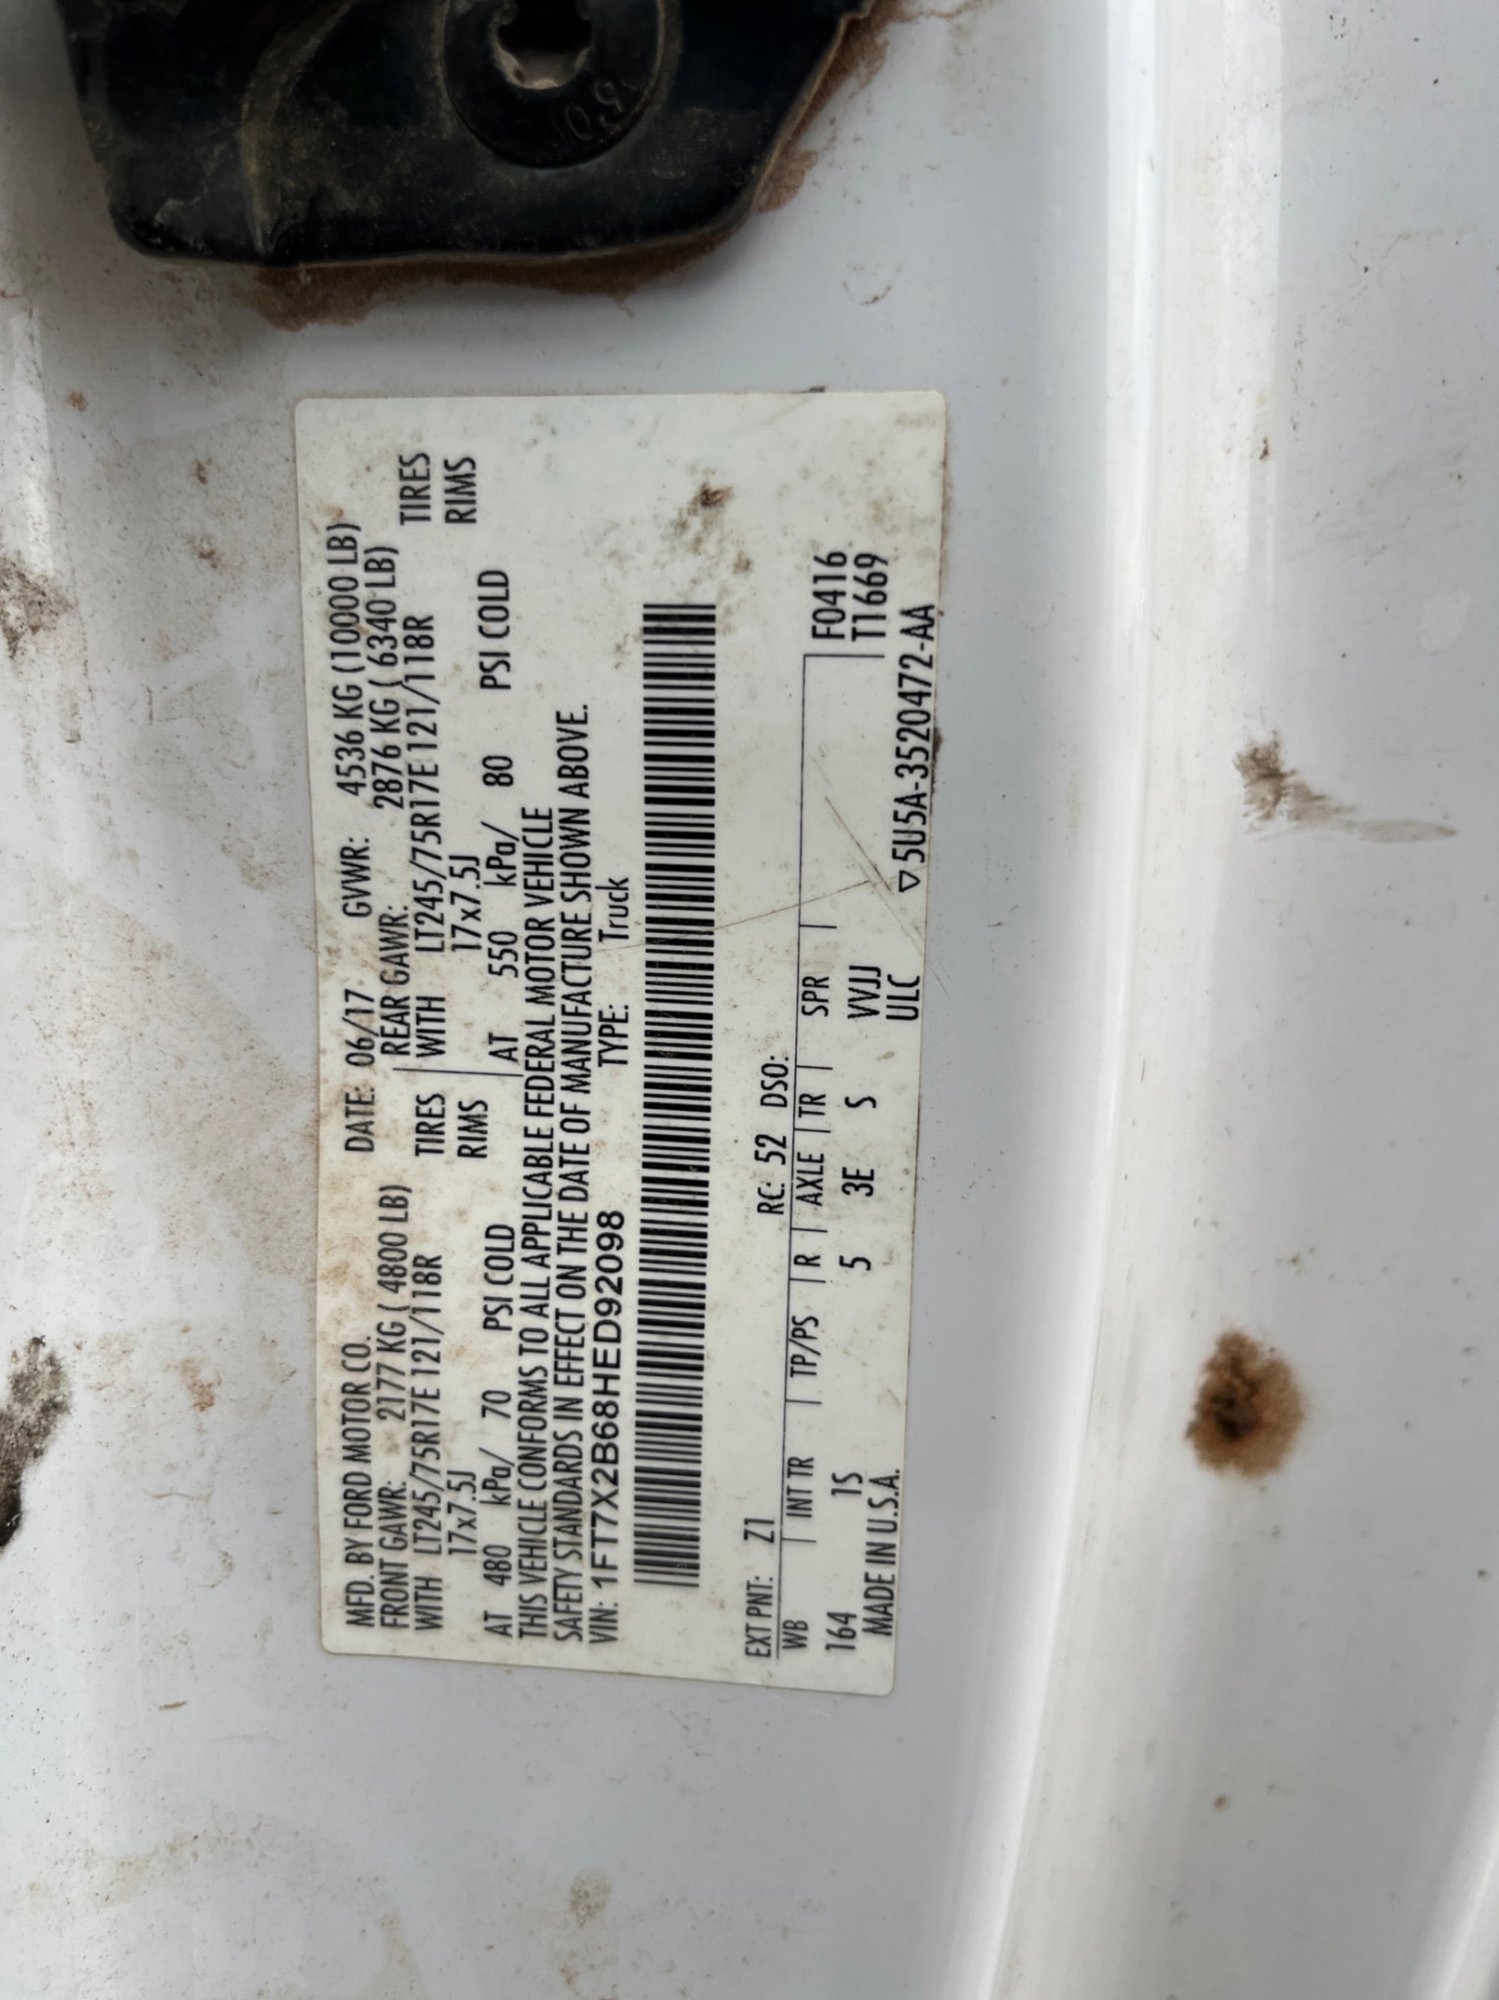 10.9
MFD. BY FORD MOTOR CO. DATE: 06/17 GVWR: 4536 KG (10000 LB)
FRONT GAWR: 2177 KG ( 4800 LB) REAR GAWR: 2876 KG ( 6340 LB)
WITH LT245/75R17E 121/118R TIRES WITH LT245/75R17E 121/118R TIRES
17x7.5J RIMS 17x7.5J RIMS
AT 480 kPa/ 70 PSI COLD AT 550 kPa/ 80 PSI COLD
THIS VEHICLE CONFORMS TO ALL APPLICABLE FEDERAL MOTOR VEHICLE
SAFETY STANDARDS IN EFFECT ON THE DATE OF MANUFACTURE SHOWN ABOVE.
VIN: 1FT7X2B68HED92098 TYPE: Truck
EXT PNT: Z1 RC: 52 DSO:
WB INT TR TP/PS R AXLE TR SPR F0416
164 1S 5 3E S VVJJ T1669
MADE IN U.S.A. ULC ▽5U5A-3520472-AA